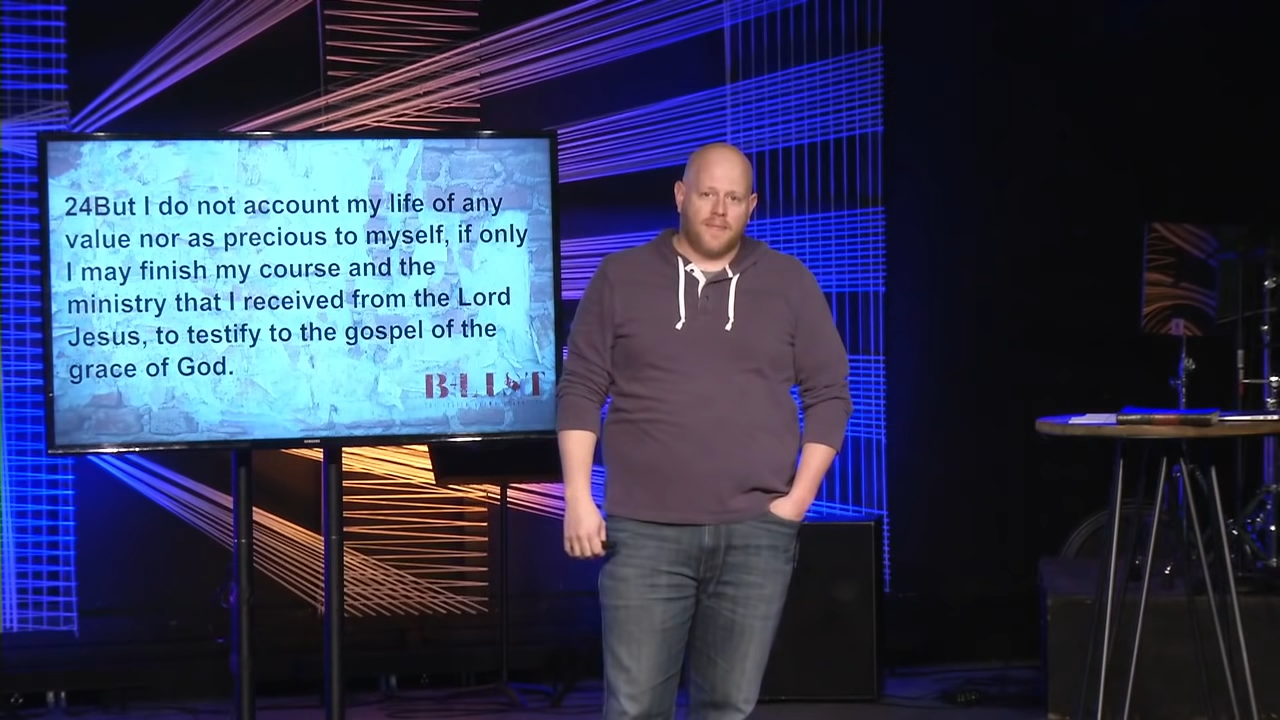 24But I do not account my life of any
value nor as precious to myself, if only
I may finish my course and the
ministry that I received from the Lord
Jesus, to testify to the gospel of the
grace of God.
SAMSUNG